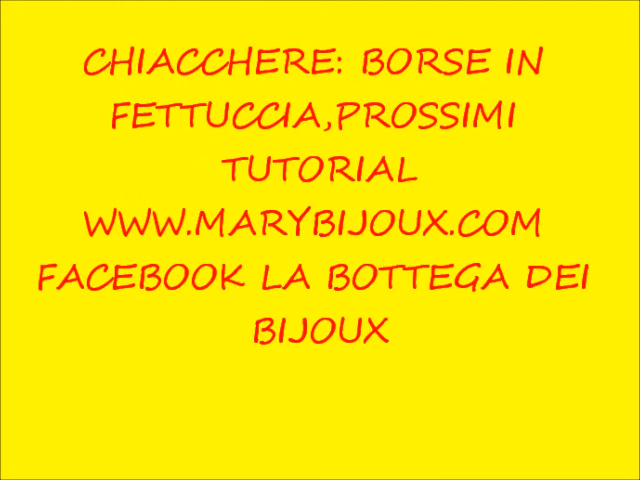 CHIACCHERE: BORSE IN
FETTUCCIA,PROSSIMI
TUTORIAL
WWW.MARYBIJOUX.COM
FACEBOOK LA BOTTEGA DEI
BIJOUX